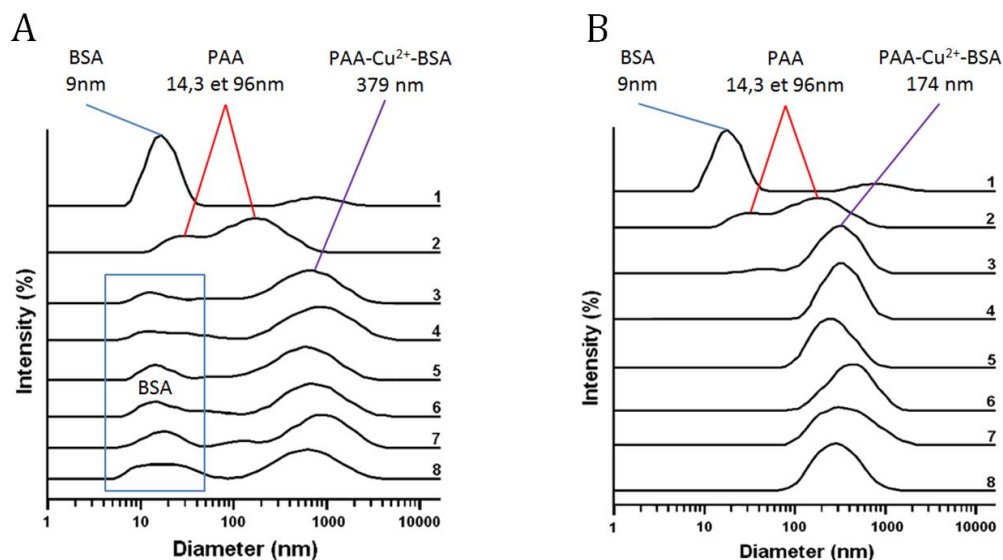 A
BSA
9nm
PAA
14,3 et 96nm
PAA-Cu²⁺-BSA
379 nm
Intensity (%)
1
2
3
4
5
BSA
6
7
8
1
10
100
1000
10000
Diameter (nm)
B
BSA
9nm
PAA
14,3 et 96nm
PAA-Cu²⁺-BSA
174 nm
Intensity (%)
1
2
3
4
5
6
7
8
1
10
100
1000
10000
Diameter (nm)